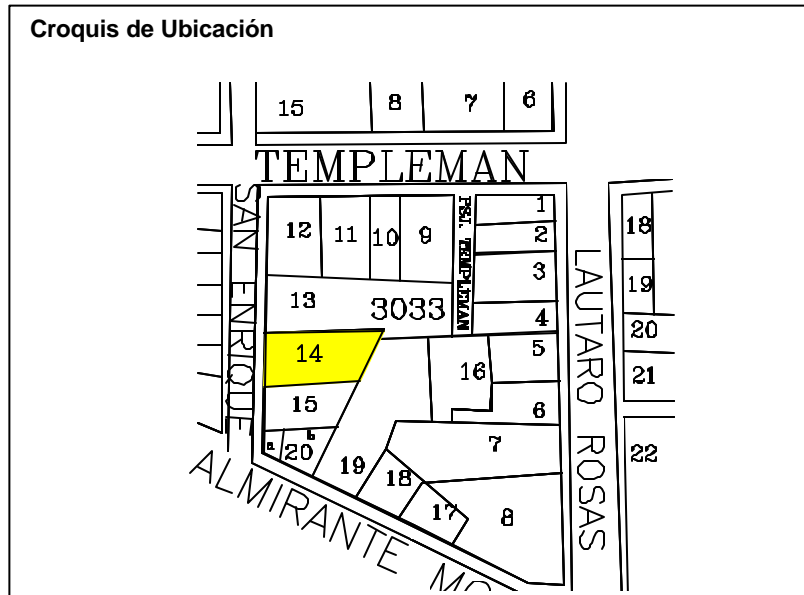 Croquis de Ubicación
15 8 7 6
TEMPLEMAN
SAN ENRIQUE
PSJ. TEMPLEMAN
LAUTARO ROSAS
12 11 10 9
1
2
3
4
13
3033
14
5
16
15
6
a
b
20
7
19
18
17
8
18
19
20
21
22
ALMIRANTE